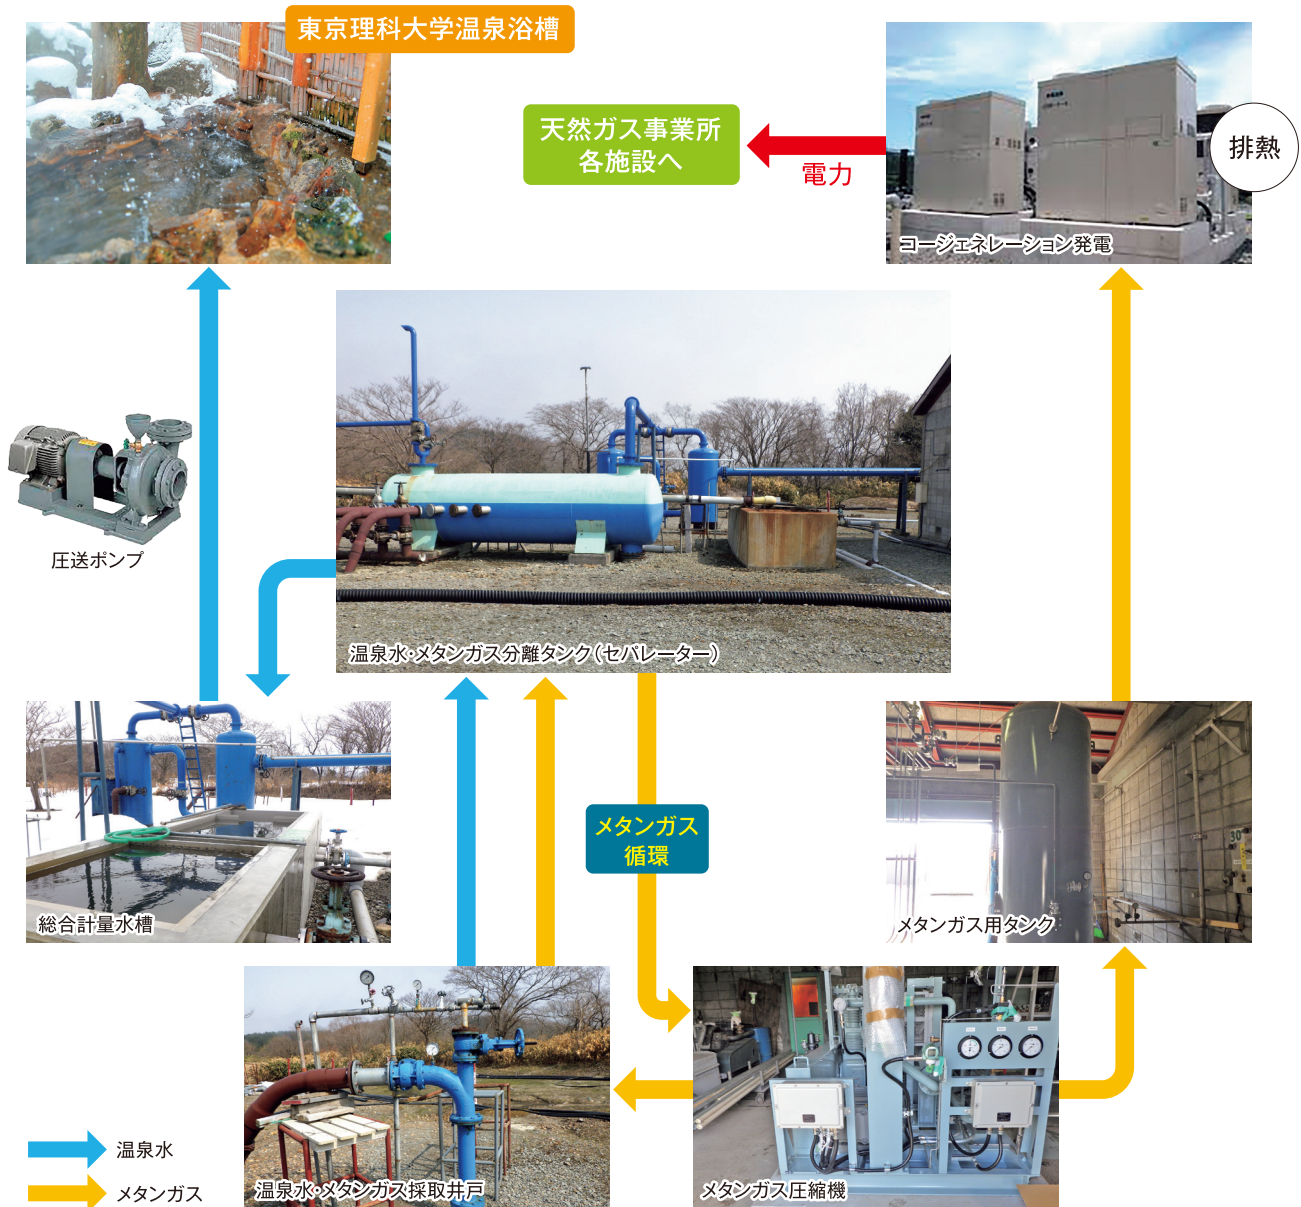 東京理科大学温泉浴槽
天然ガス事業所
各施設へ
電力
排熱
コージェネレーション発電
圧送ポンプ
温泉水・メタンガス分離タンク（セパレーター）
メタンガス
循環
総合計量水槽
30
メタンガス用タンク
温泉水・メタンガス採取井戸
メタンガス圧縮機
温泉水
メタンガス